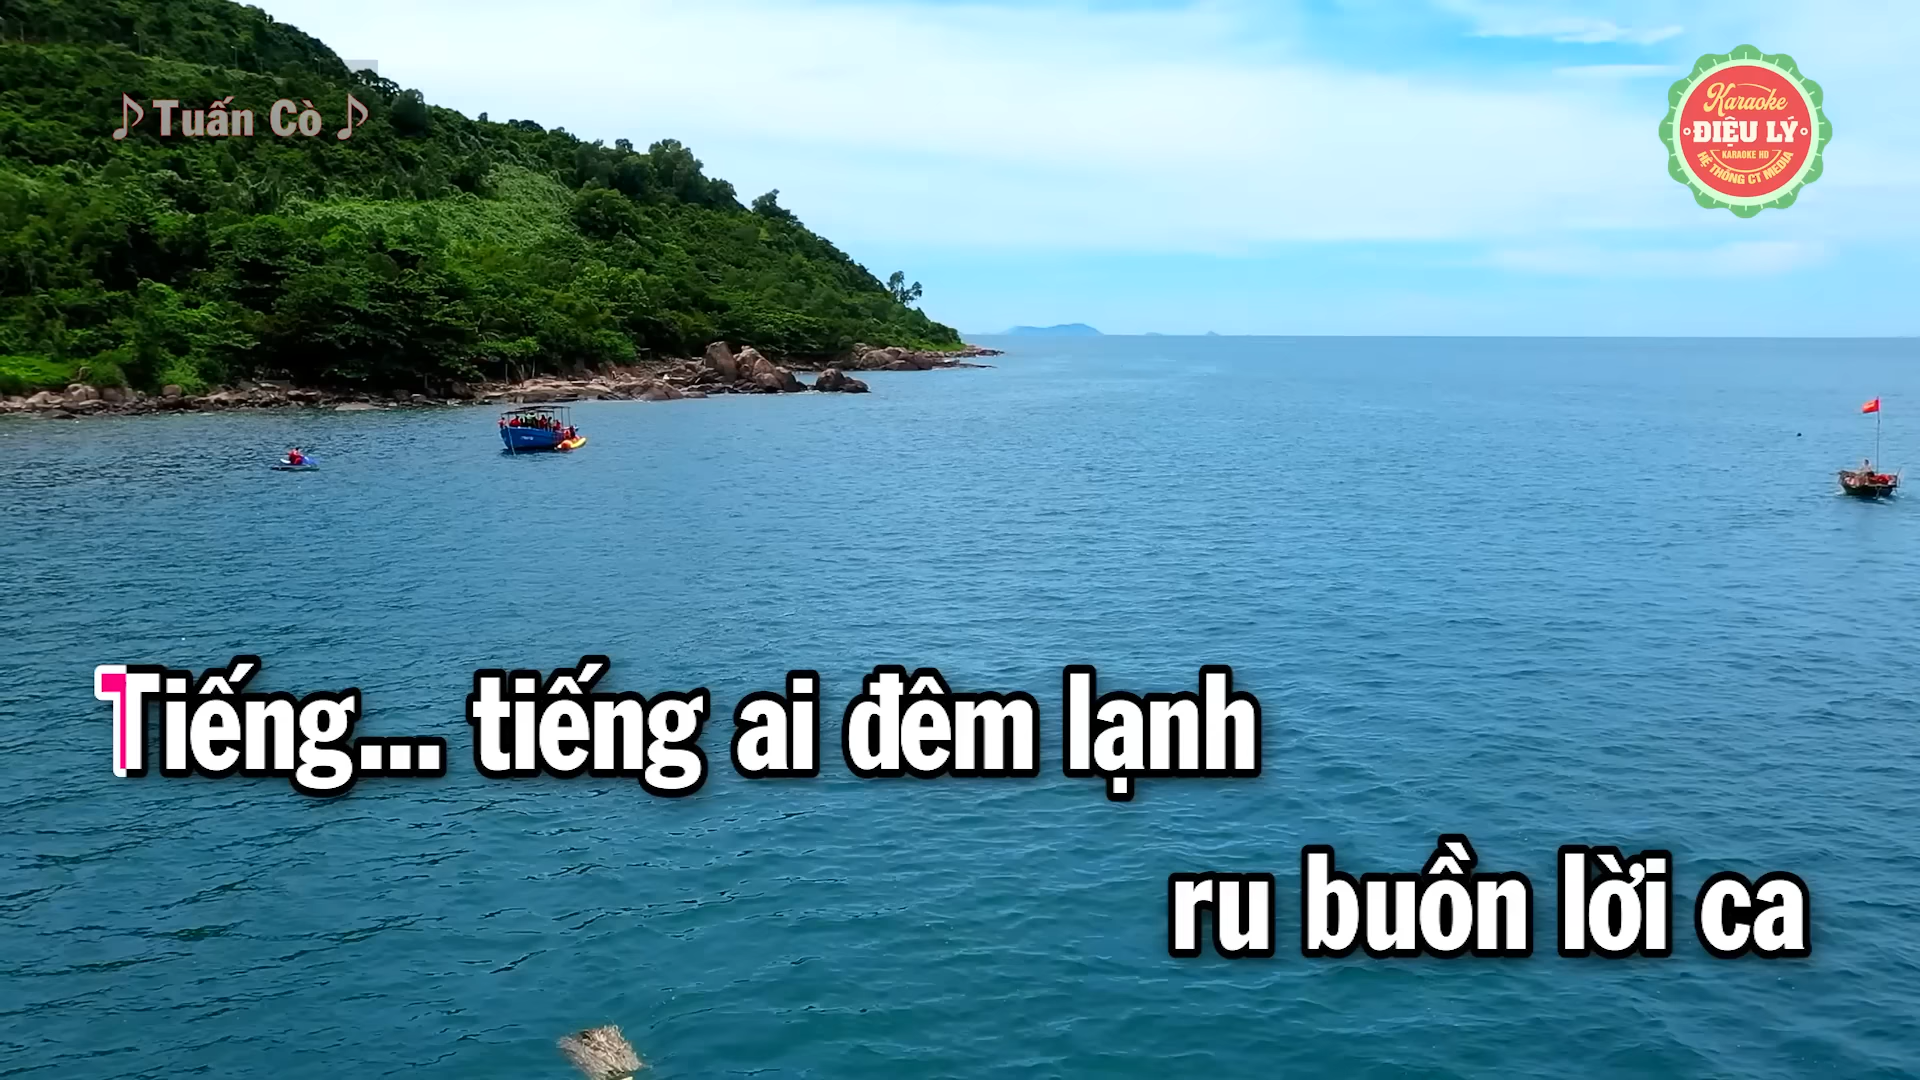 ♪ Tuấn Cò ♪
Karaoke
ĐIỆU LÝ
KARAOKE HD
HỆ THỐNG CT MEDIA
Tiếng... tiếng ai đêm lạnh
ru buồn lời ca